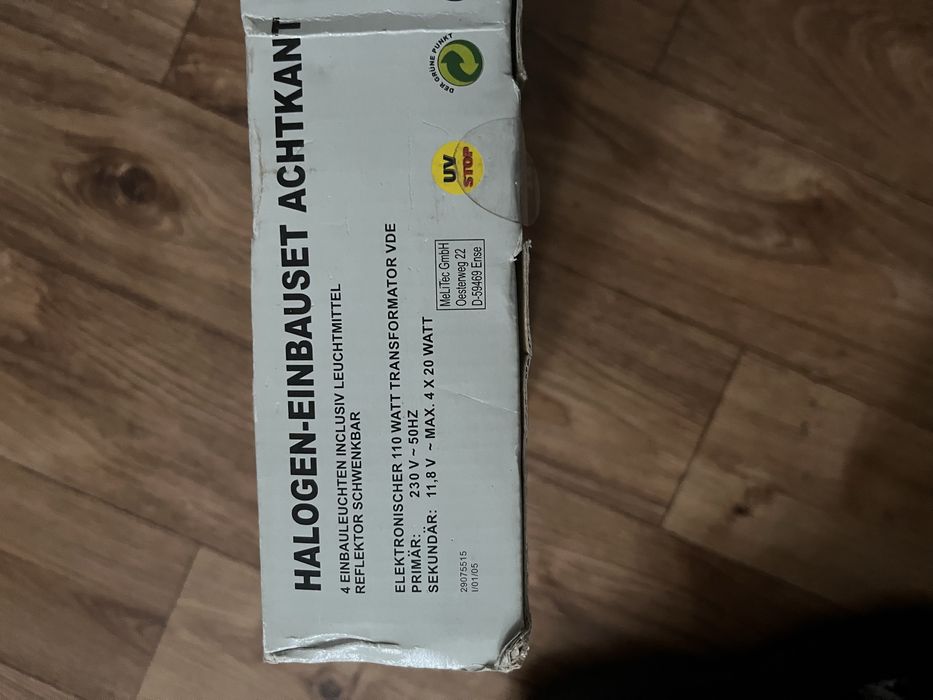 HALOGEN-EINBAUSET ACHTKANT
4 EINBAULEUCHTEN INCLUSIV LEUCHTMITTEL
REFLEKTOR SCHWENKBAR
ELEKTRONISCHER 110 WATT TRANSFORMATOR VDE
PRIMÄR: 230 V ~ 50HZ
SEKUNDÄR: 11,8 V ~ MAX. 4 X 20 WATT
29075515
I/01/05
MeLiTec GmbH
Oesterweg 22
D-59469 Ense
UV
STOP
DER GRÜNE PUNKT